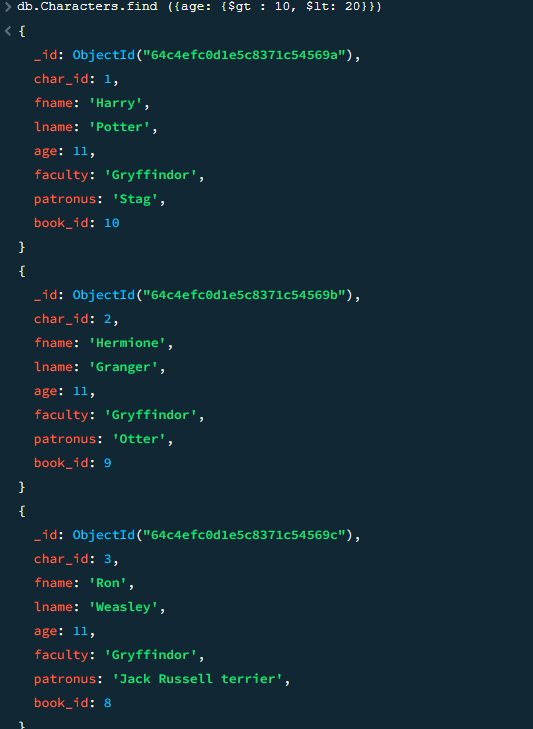 > db.Characters.find ({age: {$gt : 10, $lt: 20}})
< {
_id: ObjectId("64c4efc0d1e5c8371c54569a"),
char_id: 1,
fname: 'Harry',
lname: 'Potter',
age: 11,
faculty: 'Gryffindor',
patronus: 'Stag',
book_id: 10
}
{
_id: ObjectId("64c4efc0d1e5c8371c54569b"),
char_id: 2,
fname: 'Hermione',
lname: 'Granger',
age: 11,
faculty: 'Gryffindor',
patronus: 'Otter',
book_id: 9
}
{
_id: ObjectId("64c4efc0d1e5c8371c54569c"),
char_id: 3,
fname: 'Ron',
lname: 'Weasley',
age: 11,
faculty: 'Gryffindor',
patronus: 'Jack Russell terrier',
book_id: 8
}